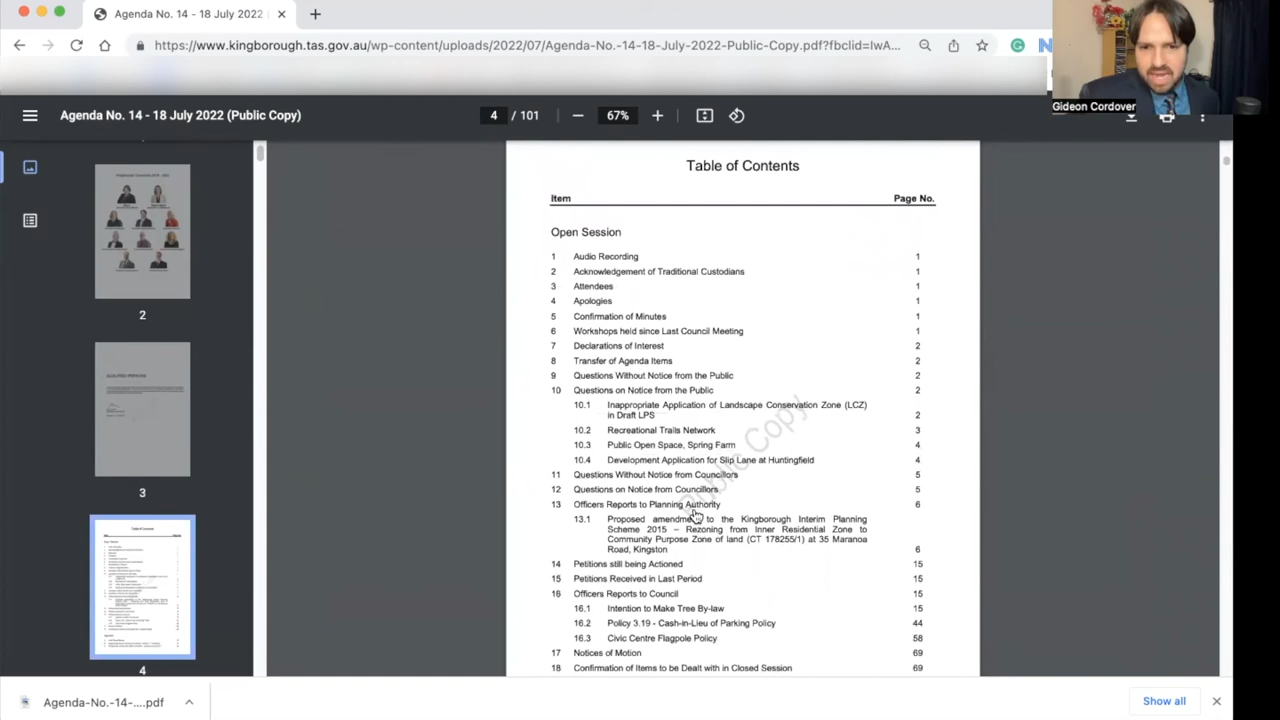 Agenda No. 14 - 18 July 2022
https://www.kingborough.tas.gov.au/wp-content/uploads/2022/07/Agenda-No.-14-18-July-2022-Public-Copy.pdf?fbclid=IwA...
Gideon Cordover
Agenda No. 14 - 18 July 2022 (Public Copy)
4 / 101
67%
2
3
4
Table of Contents
Item Page No.
Open Session
1 Audio Recording 1
2 Acknowledgement of Traditional Custodians 1
3 Attendees 1
4 Apologies 1
5 Confirmation of Minutes 1
6 Workshops held since Last Council Meeting 1
7 Declarations of Interest 2
8 Transfer of Agenda Items 2
9 Questions Without Notice from the Public 2
10 Questions on Notice from the Public 2
10.1 Inappropriate Application of Landscape Conservation Zone (LCZ)
in Draft LPS 2
10.2 Recreational Trails Network 3
10.3 Public Open Space, Spring Farm 4
10.4 Development Application for Slip Lane at Huntingfield 4
11 Questions Without Notice from Councillors 5
12 Questions on Notice from Councillors 5
13 Officers Reports to Planning Authority 6
13.1 Proposed amendment to the Kingborough Interim Planning
Scheme 2015 – Rezoning from Inner Residential Zone to
Community Purpose Zone of land (CT 178255/1) at 35 Maranoa
Road, Kingston 6
14 Petitions still being Actioned 15
15 Petitions Received in Last Period 15
16 Officers Reports to Council 15
16.1 Intention to Make Tree By-law 15
16.2 Policy 3.19 - Cash-in-Lieu of Parking Policy 44
16.3 Civic Centre Flagpole Policy 58
17 Notices of Motion 69
18 Confirmation of Items to be Dealt with in Closed Session 69
Public Copy
Agenda-No.-14-....pdf
Show all